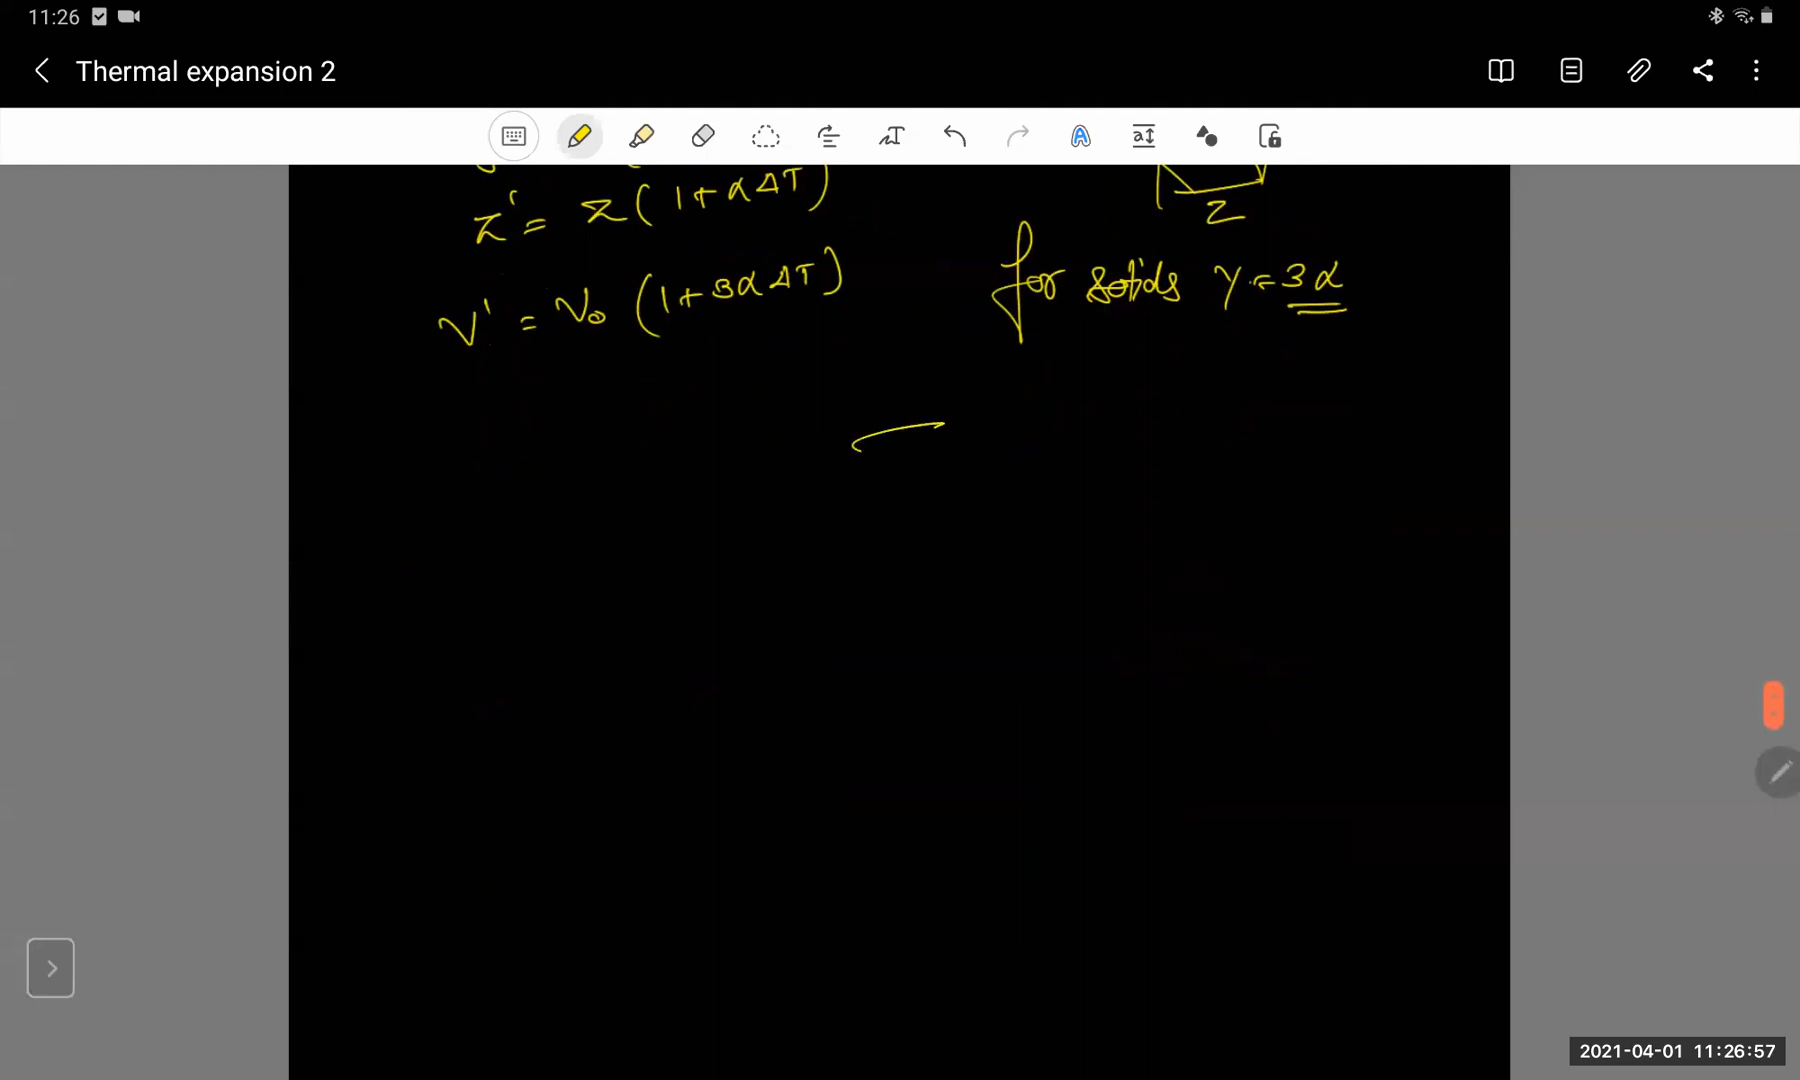 11:26
Thermal expansion 2
z' = z(1+αΔT)
z
V' = V₀ (1+3αΔT)
for solids γ = 3α
2021-04-01 11:26:57